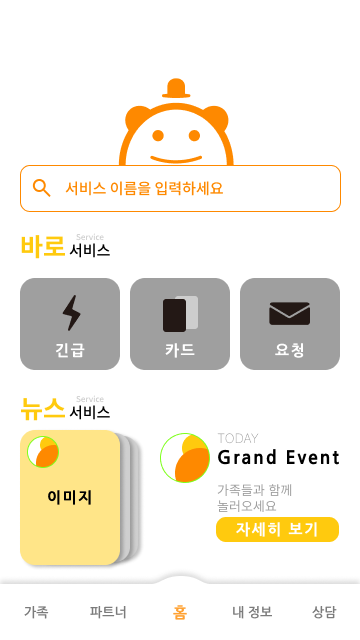 서비스 이름을 입력하세요
Service
바로 서비스
긴급 카드 요청
Service
뉴스 서비스
이미지
TODAY
Grand Event
가족들과 함께
놀러오세요
자세히 보기
가족 파트너 홈 내 정보 상담